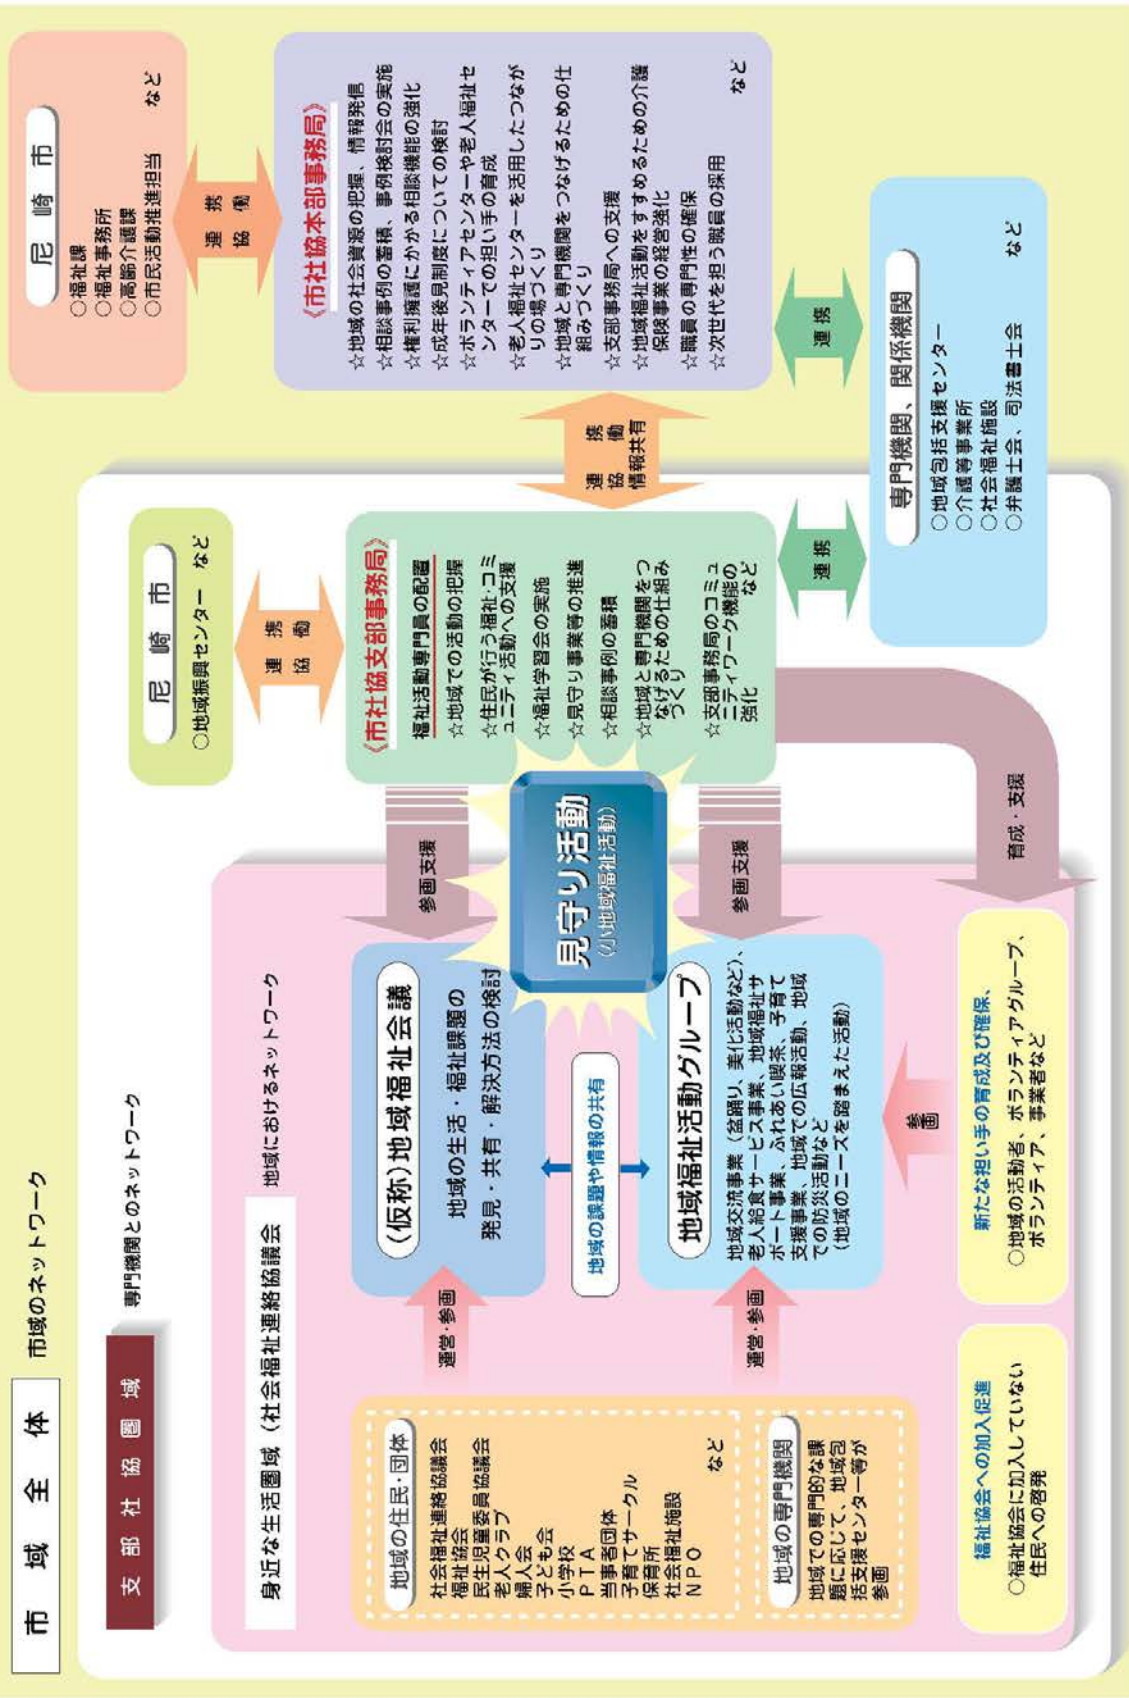 市域全体
市域のネットワーク
支部社協圏域
専門機関とのネットワーク
身近な生活圏域（社会福祉連絡協議会
地域におけるネットワーク
地域の住民・団体
社会福祉連絡協議会
福祉協会
民生児童委員協議会
老人クラブ
婦人会
子ども会
小学校
ＰＴＡ
当事者団体
子育てサークル
保育所
社会福祉施設
ＮＰＯ
など
地域の専門機関
地域での専門的な課
題に応じて、地域包
括支援センター等が
参画
運営・参画
運営・参画
（仮称）地域福祉会議
地域の生活・福祉課題の
発見・共有・解決方法の検討
地域の課題や情報の共有
地域福祉活動グループ
地域交流事業（盆踊り、美化活動など）、
老人給食サービス事業、地域福祉サ
ポート事業、ふれあい喫茶、子育て
支援事業、地域での広報活動、地域
での防災活動など
（地域のニーズを踏まえた活動）
参画
福祉協会への加入促進
○福祉協会に加入していない
住民への啓発
新たな担い手の育成及び確保、
○地域の活動者、ボランティアグループ、
ボランティア、事業者など
見守り活動
（小地域福祉活動）
参画支援
参画支援
育成・支援
尼崎市
○地域振興センター など
連携
協働
《市社協支部事務局》
福祉活動専門員の配置
☆地域での活動の把握
☆住民が行う福祉・コミ
ュニティ活動への支援
☆福祉学習会の実施
☆見守り事業等の推進
☆相談事例の蓄積
☆地域と専門機関をつ
なげるための仕組み
づくり
☆支部事務局のコミュ
ニティワーク機能の
強化
など
連携
協働
情報共有
連携
尼崎市
○福祉課
○福祉事務所
○高齢介護課
○市民活動推進担当
など
連携
協働
《市社協本部事務局》
☆地域の社会資源の把握、情報発信
☆相談事例の蓄積、事例検討会の実施
☆権利擁護にかかる相談機能の強化
☆成年後見制度についての検討
☆ボランティアセンターや老人福祉セ
ンターでの担い手の育成
☆老人福祉センターを活用したつなが
りの場づくり
☆地域と専門機関をつなげるための仕
組みづくり
☆支部事務局への支援
☆地域福祉活動をすすめるための介護
保険事業の経営強化
☆職員の専門性の確保
☆次世代を担う職員の採用
など
連携
専門機関、関係機関
○地域包括支援センター
○介護等事業所
○社会福祉施設
○弁護士会、司法書士会
など